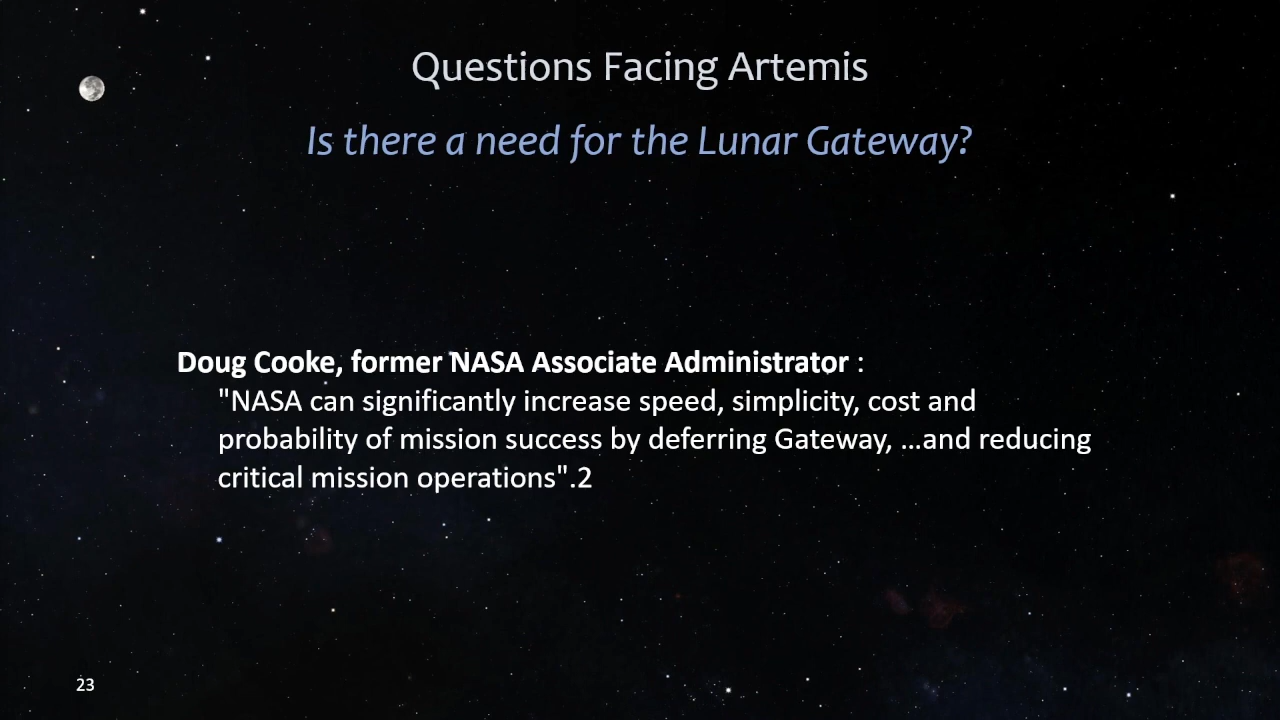 Questions Facing Artemis
Is there a need for the Lunar Gateway?
Doug Cooke, former NASA Associate Administrator :
"NASA can significantly increase speed, simplicity, cost and
probability of mission success by deferring Gateway, …and reducing
critical mission operations".2
23